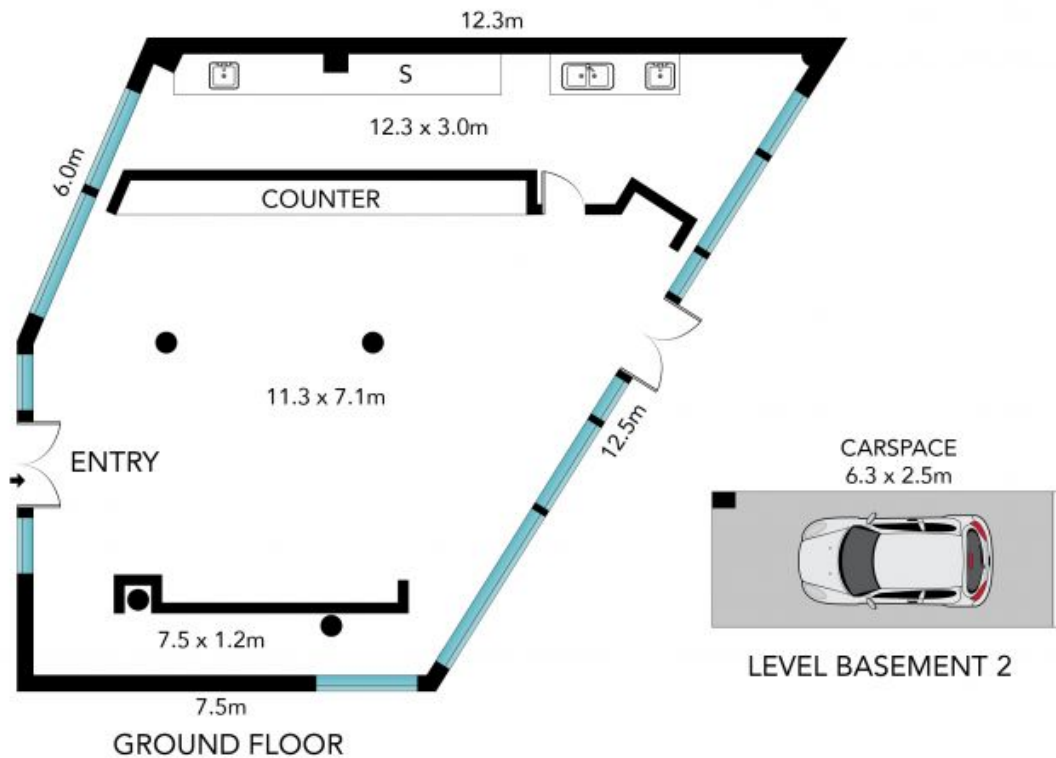 12.3m
S
12.3 x 3.0m
6.0m
COUNTER
11.3 x 7.1m
12.5m
ENTRY
7.5 x 1.2m
7.5m
GROUND FLOOR
CARSPACE
6.3 x 2.5m
LEVEL BASEMENT 2